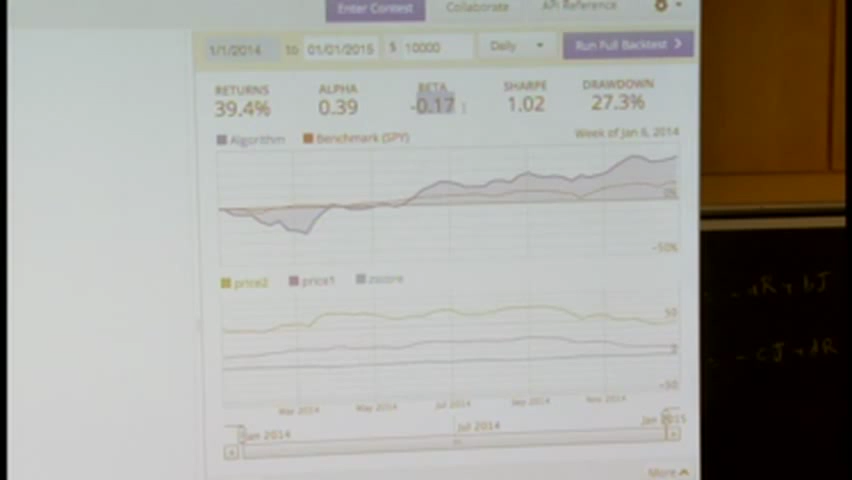 Enter Contest Collaborate API Reference
1/1/2014 to 01/01/2015 $ 10000 Daily Run Full Backtest
RETURNS ALPHA BETA SHARPE DRAWDOWN
39.4% 0.39 -0.17 1.02 27.3%
Algorithm Benchmark (SPY) Week of Jan 6, 2014
0%
-50%
price2 price1 zscore
50
-50
Mar 2014 May 2014 Jul 2014 Sep 2014 Nov 2014
Jan 2014 Jul 2014 Jan 2015
More